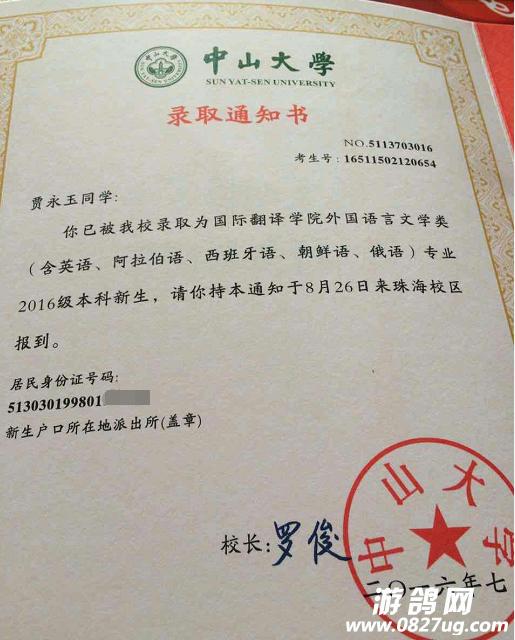 中山大學
SUN YAT-SEN UNIVERSITY
录取通知书
NO.5113703016
考生号:16511502120654
贾永玉同学:
你已被我校录取为国际翻译学院外国语言文学类
(含英语、阿拉伯语、西班牙语、朝鲜语、俄语)专业
2016级本科新生，请你持本通知于8月26日来珠海校区
报到。
居民身份证号码:
513030199801
新生户口所在地派出所(盖章)
中山大学
校长:罗俊
二〇一六年七
游鸽网
www.0827ug.com